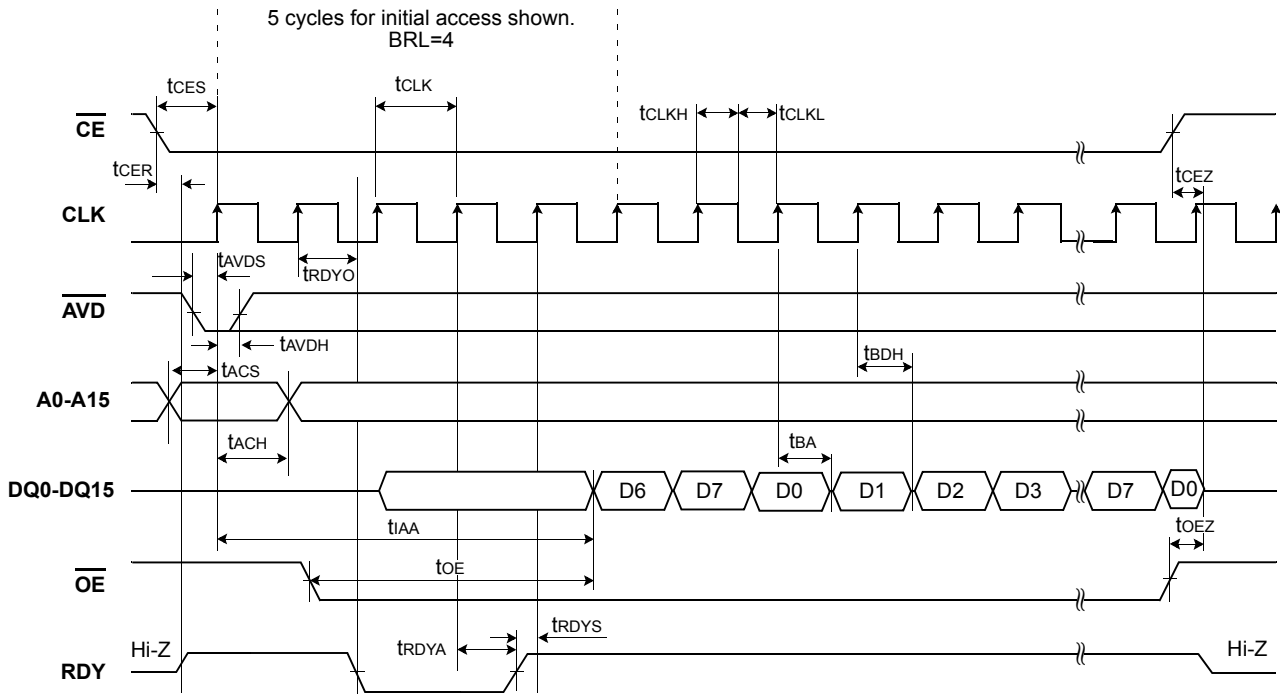 5 cycles for initial access shown.
BRL=4
tCES
tCLK
tCLKH
tCLKL
CE
tCER
tCEZ
CLK
tAVDS
tRDYO
AVD
tAVDH
tACS
tBDH
A0-A15
tACH
tBA
DQ0-DQ15
D6
D7
D0
D1
D2
D3
D7
D0
tIAA
tOEZ
tOE
OE
tRDYS
Hi-Z
tRDYA
Hi-Z
RDY